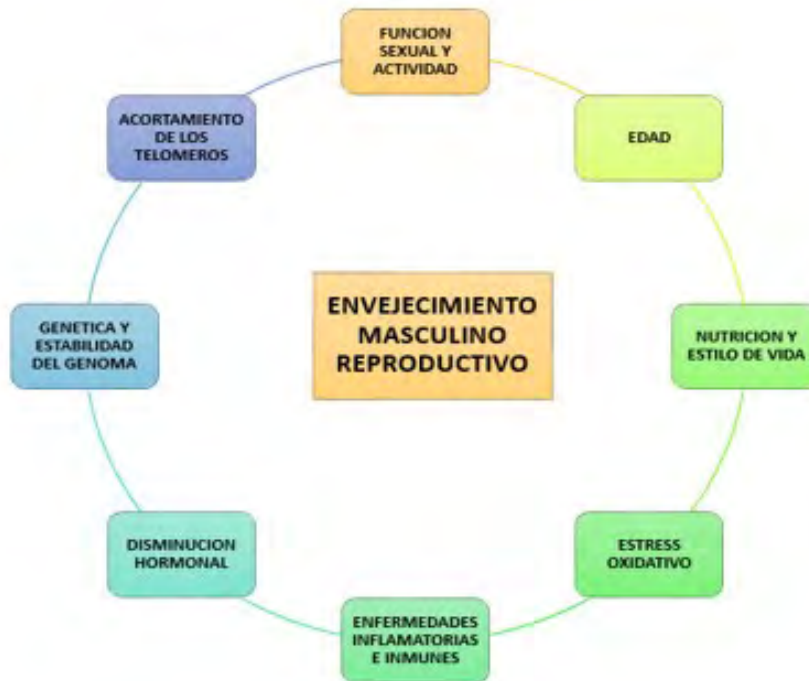 FUNCION
SEXUAL Y
ACTIVIDAD
EDAD
NUTRICION Y
ESTILO DE VIDA
ESTRESS
OXIDATIVO
ENFERMEDADES
INFLAMATORIAS
E INMUNES
DISMINUCION
HORMONAL
GENETICA Y
ESTABILIDAD
DEL GENOMA
ACORTAMIENTO
DE LOS
TELOMEROS
ENVEJECIMIENTO
MASCULINO
REPRODUCTIVO